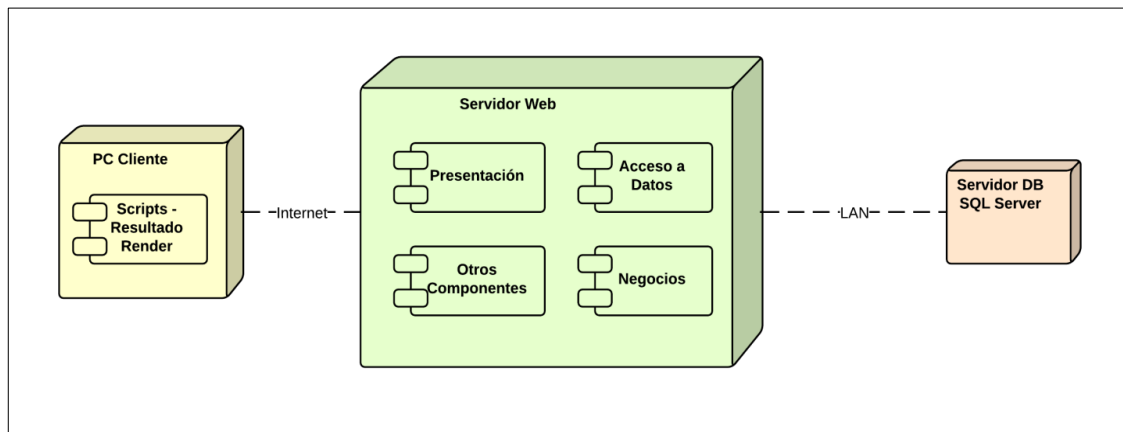 PC Cliente
Scripts -
Resultado
Render
Internet
Servidor Web
Presentación
Acceso a
Datos
Otros
Componentes
Negocios
LAN
Servidor DB
SQL Server